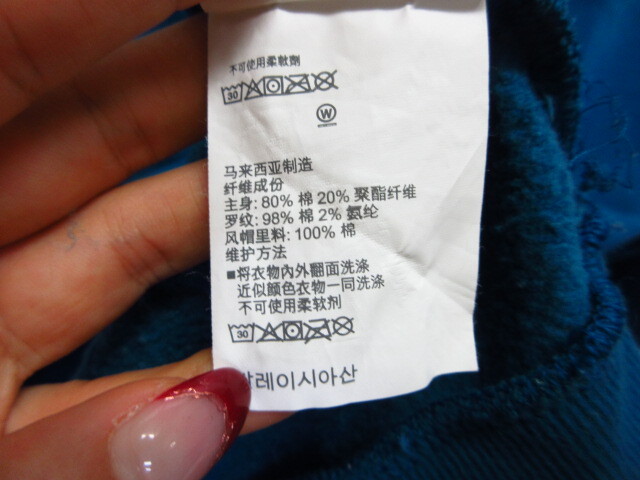 不可使用柔軟劑
30
W
马来西亚制造
纤维成份
主身: 80% 棉 20% 聚酯纤维
罗纹: 98% 棉 2% 氨纶
风帽里料: 100% 棉
维护方法
■将衣物内外翻面洗涤
近似颜色衣物一同洗涤
不可使用柔软剂
30
레이시아산